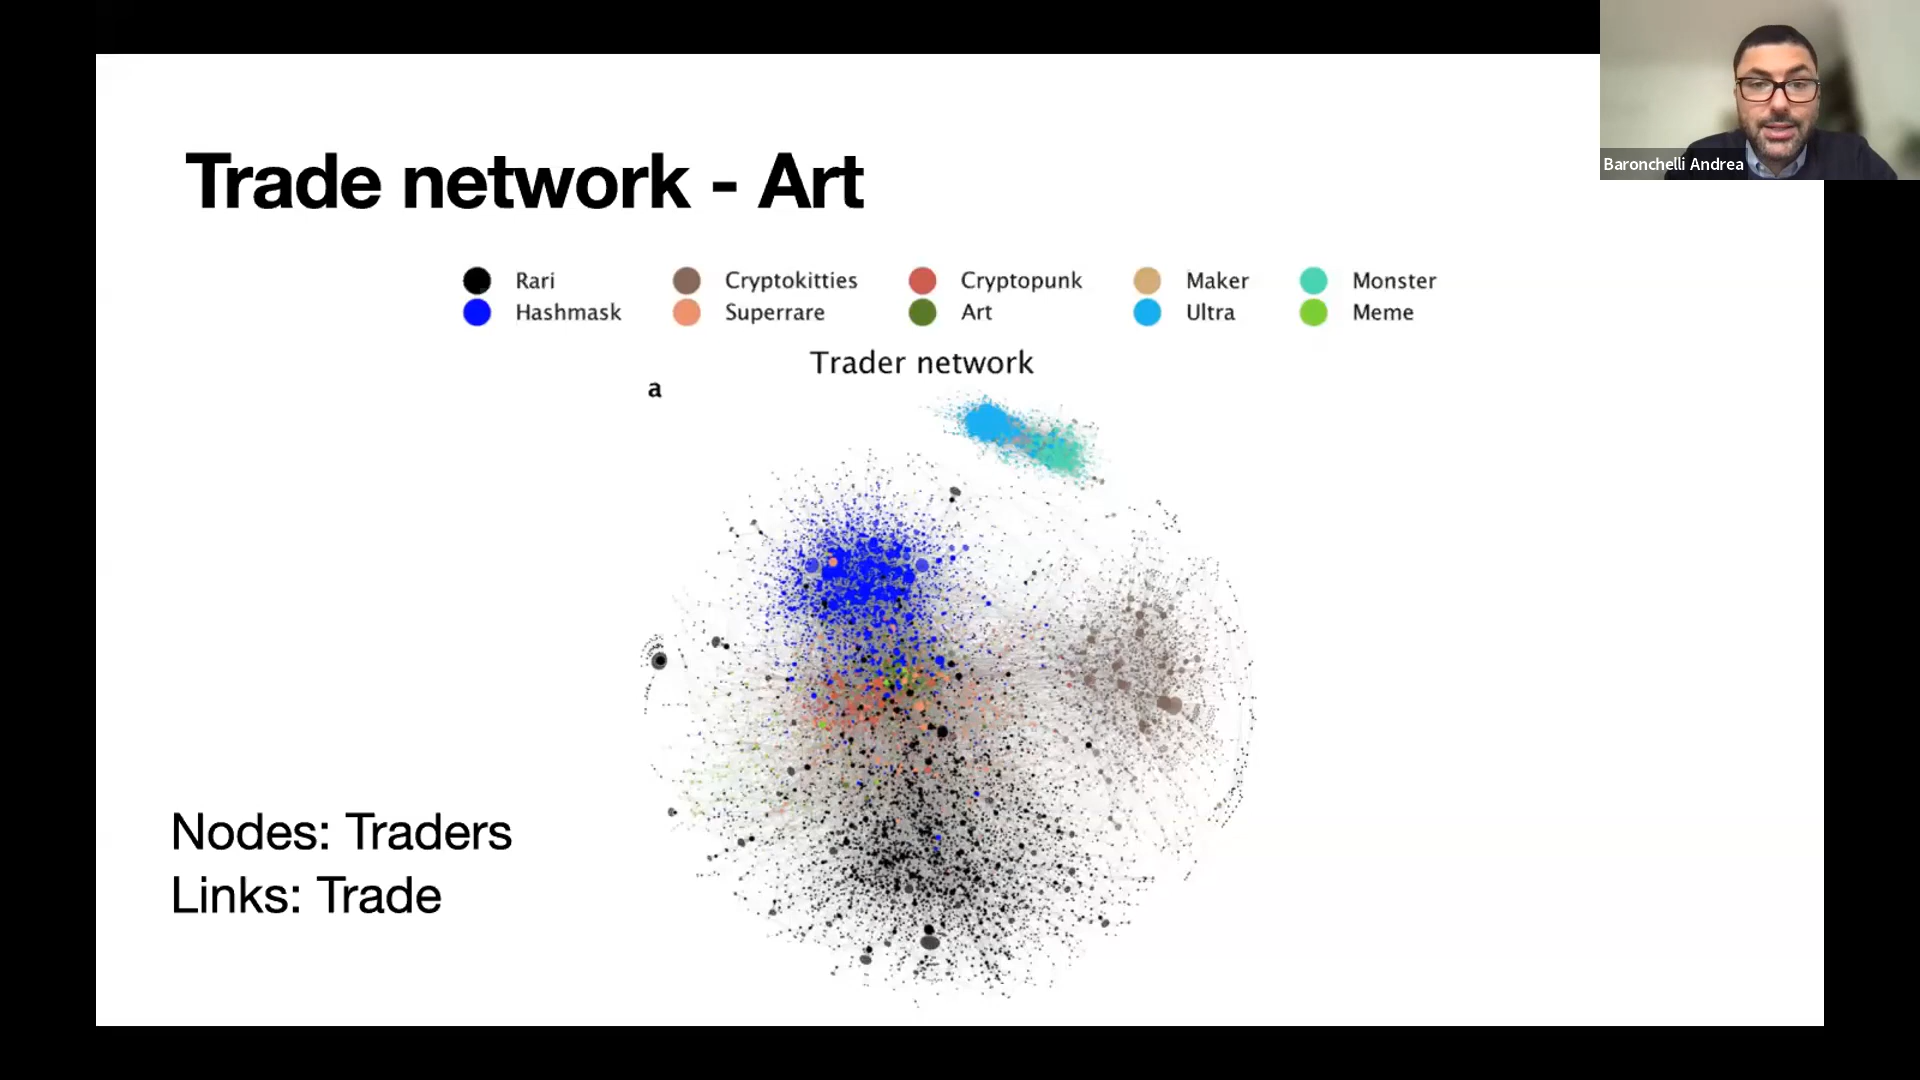 Baronchelli Andrea
Trade network - Art
Rari Cryptokitties Cryptopunk Maker Monster
Hashmask Superrare Art Ultra Meme
Trader network
a
Nodes: Traders
Links: Trade